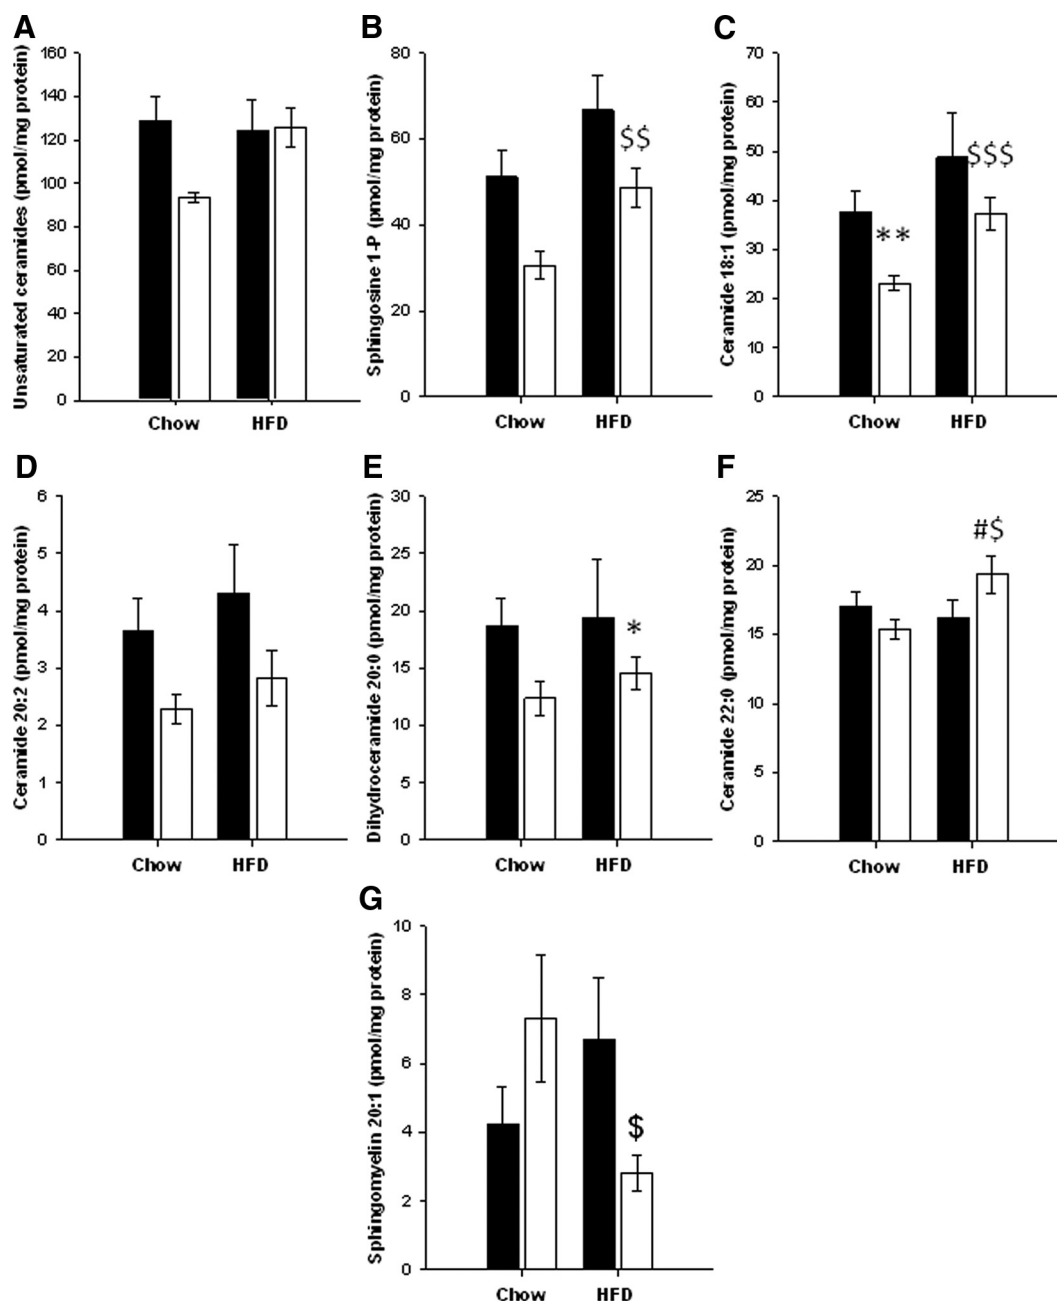 A
Unsaturated ceramides (pmol/mg protein)
160
140
120
100
80
60
40
20
0
Chow HFD
B
Sphingosine 1-P (pmol/mg protein)
80
60
40
20
0
$$
Chow HFD
C
Ceramide 18:1 (pmol/mg protein)
70
60
50
40
30
20
10
0
**
$$$
Chow HFD
D
Ceramide 20:2 (pmol/mg protein)
6
5
4
3
2
1
0
Chow HFD
E
Dihydroceramide 20:0 (pmol/mg protein)
30
25
20
15
10
5
0
*
Chow HFD
F
Ceramide 22:0 (pmol/mg protein)
25
20
15
10
5
0
#$
Chow HFD
G
Sphingomyelin 20:1 (pmol/mg protein)
10
8
6
4
2
0
$
Chow HFD